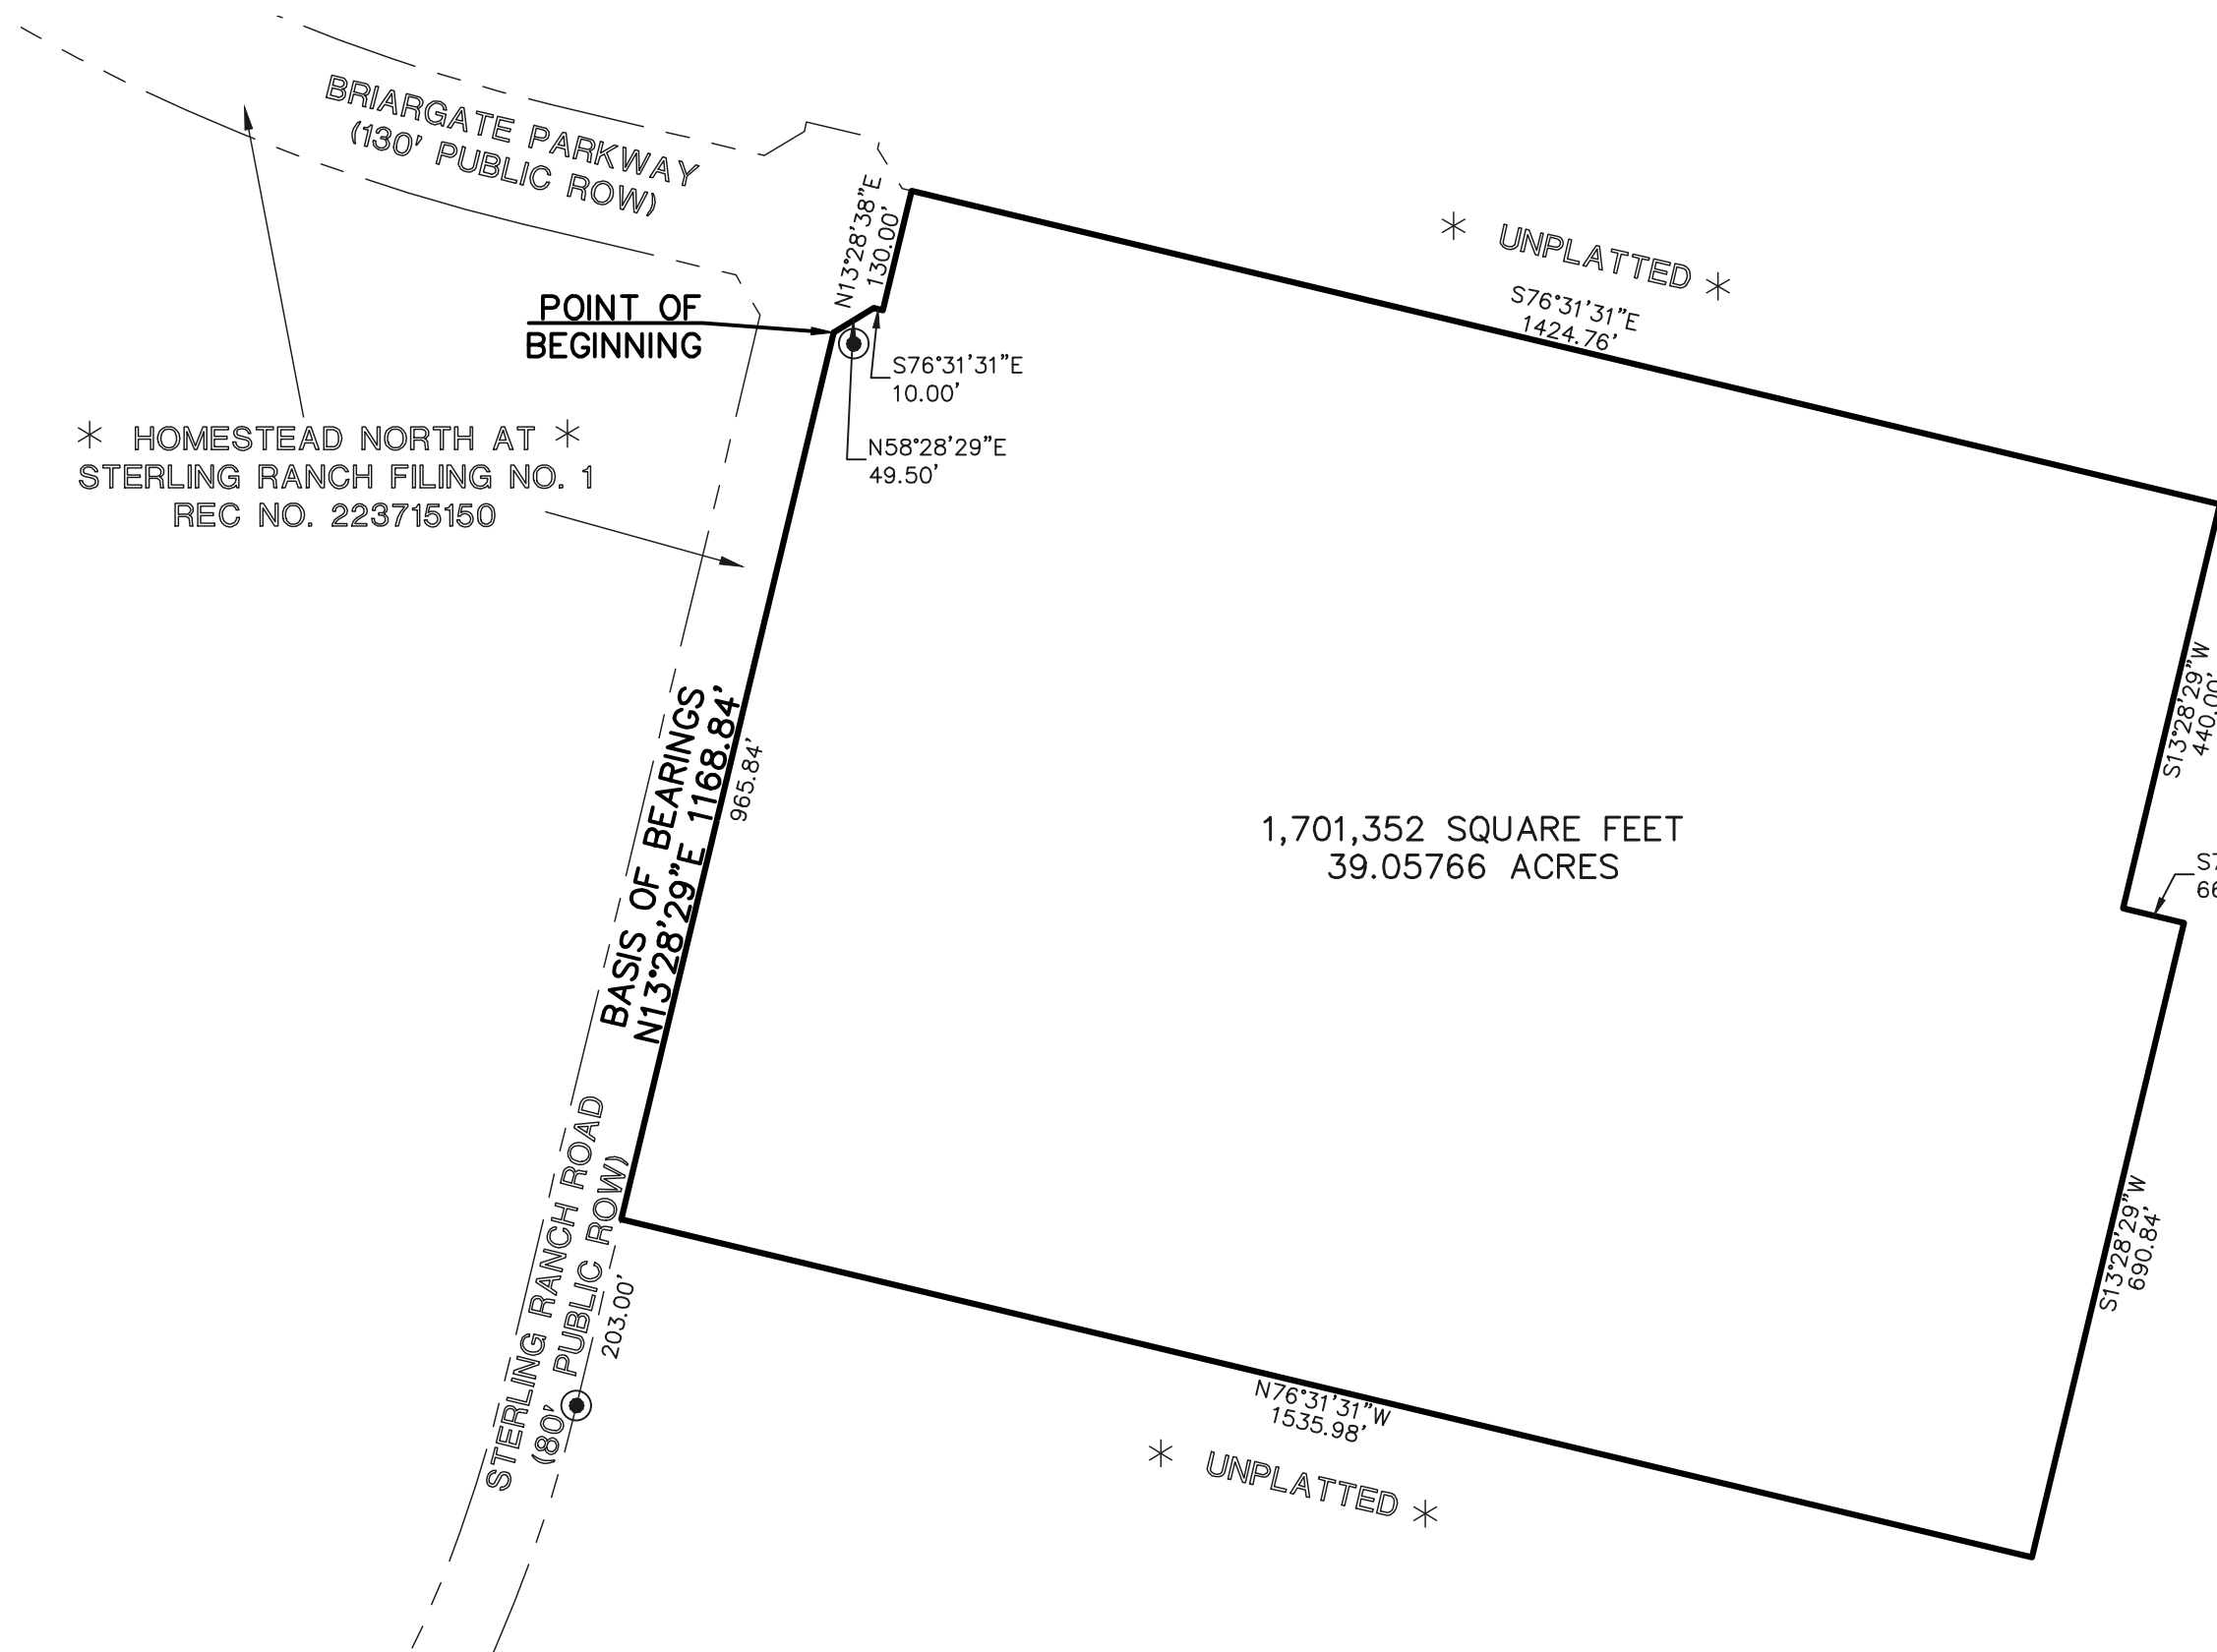 BRIARGATE PARKWAY
(130' PUBLIC ROW)
N13°28'38"E
130.00'
* UNPLATTED *
S76°31'31"E
1424.76'
POINT OF
BEGINNING
S76°31'31"E
10.00'
N58°28'29"E
49.50'
* HOMESTEAD NORTH AT *
STERLING RANCH FILING NO. 1
REC NO. 223715150
BASIS OF BEARINGS
N13°28'29"E 1168.84'
965.84'
S13°28'29"W
440.00'
1,701,352 SQUARE FEET
39.05766 ACRES
STERLING RANCH ROAD
(80' PUBLIC ROW)
203.00'
S13°28'29"W
690.84'
N76°31'31"W
1535.98'
* UNPLATTED *